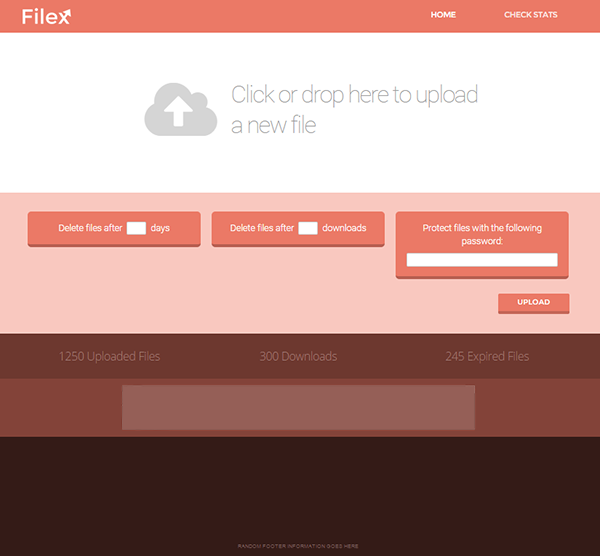 Filex
HOME
CHECK STATS
Click or drop here to upload
a new file
Delete files after days
Delete files after downloads
Protect files with the following
password:
UPLOAD
1250 Uploaded Files
300 Downloads
245 Expired Files
RANDOM FOOTER INFORMATION GOES HERE